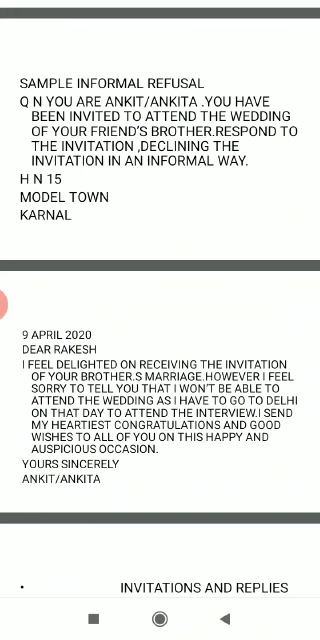 SAMPLE INFORMAL REFUSAL
Q N YOU ARE ANKIT/ANKITA .YOU HAVE
BEEN INVITED TO ATTEND THE WEDDING
OF YOUR FRIEND'S BROTHER.RESPOND TO
THE INVITATION ,DECLINING THE
INVITATION IN AN INFORMAL WAY.
H N 15
MODEL TOWN
KARNAL
9 APRIL 2020
DEAR RAKESH
I FEEL DELIGHTED ON RECEIVING THE INVITATION
OF YOUR BROTHER,S MARRIAGE.HOWEVER I FEEL
SORRY TO TELL YOU THAT I WON'T BE ABLE TO
ATTEND THE WEDDING AS I HAVE TO GO TO DELHI
ON THAT DAY TO ATTEND THE INTERVIEW.I SEND
MY HEARTIEST CONGRATULATIONS AND GOOD
WISHES TO ALL OF YOU ON THIS HAPPY AND
AUSPICIOUS OCCASION.
YOURS SINCERELY
ANKIT/ANKITA
• INVITATIONS AND REPLIES